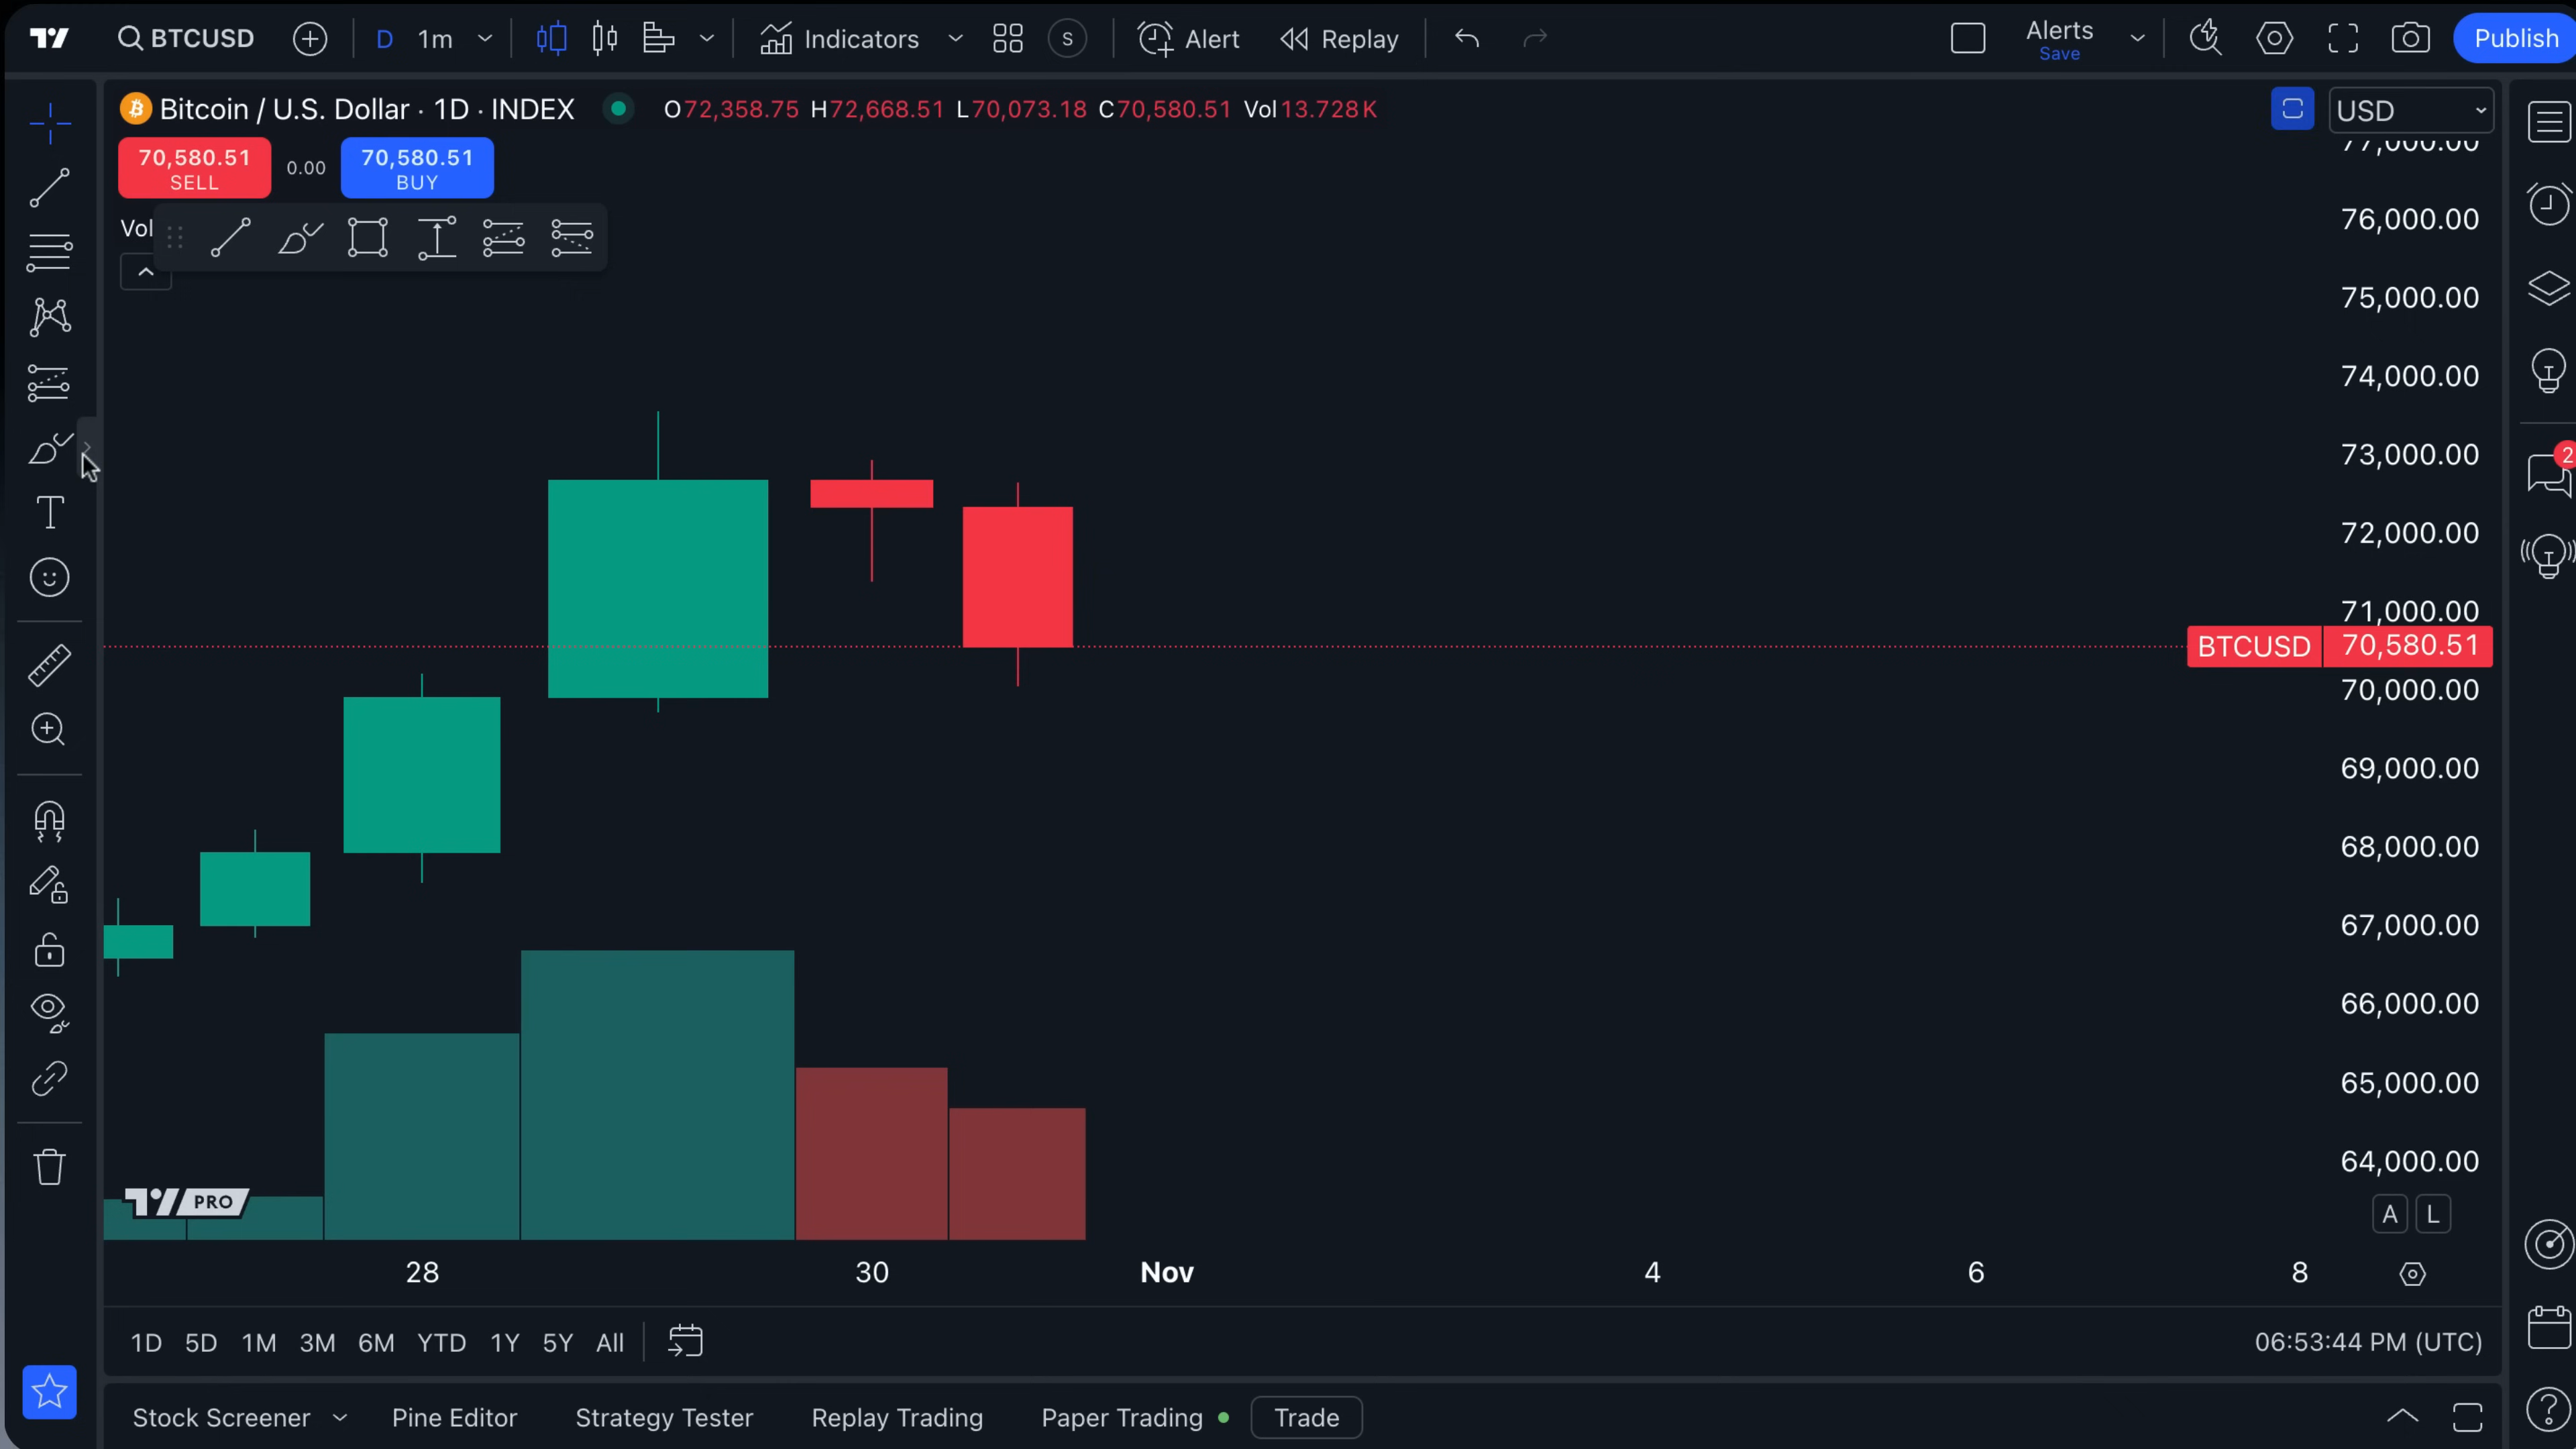 BTCUSD D 1m Indicators S Alert Replay Alerts Publish
Save
Bitcoin / U.S. Dollar · 1D · INDEX O72,358.75 H72,668.51 L70,073.18 C70,580.51 Vol13.728K USD
70,580.51 0.00 70,580.51
SELL BUY
Vol
77,000.00
76,000.00
75,000.00
74,000.00
73,000.00
2
72,000.00
71,000.00
BTCUSD 70,580.51
70,000.00
69,000.00
68,000.00
67,000.00
66,000.00
65,000.00
64,000.00
PRO
A L
28 30 Nov 4 6 8
1D 5D 1M 3M 6M YTD 1Y 5Y All 06:53:44 PM (UTC)
Stock Screener Pine Editor Strategy Tester Replay Trading Paper Trading Trade